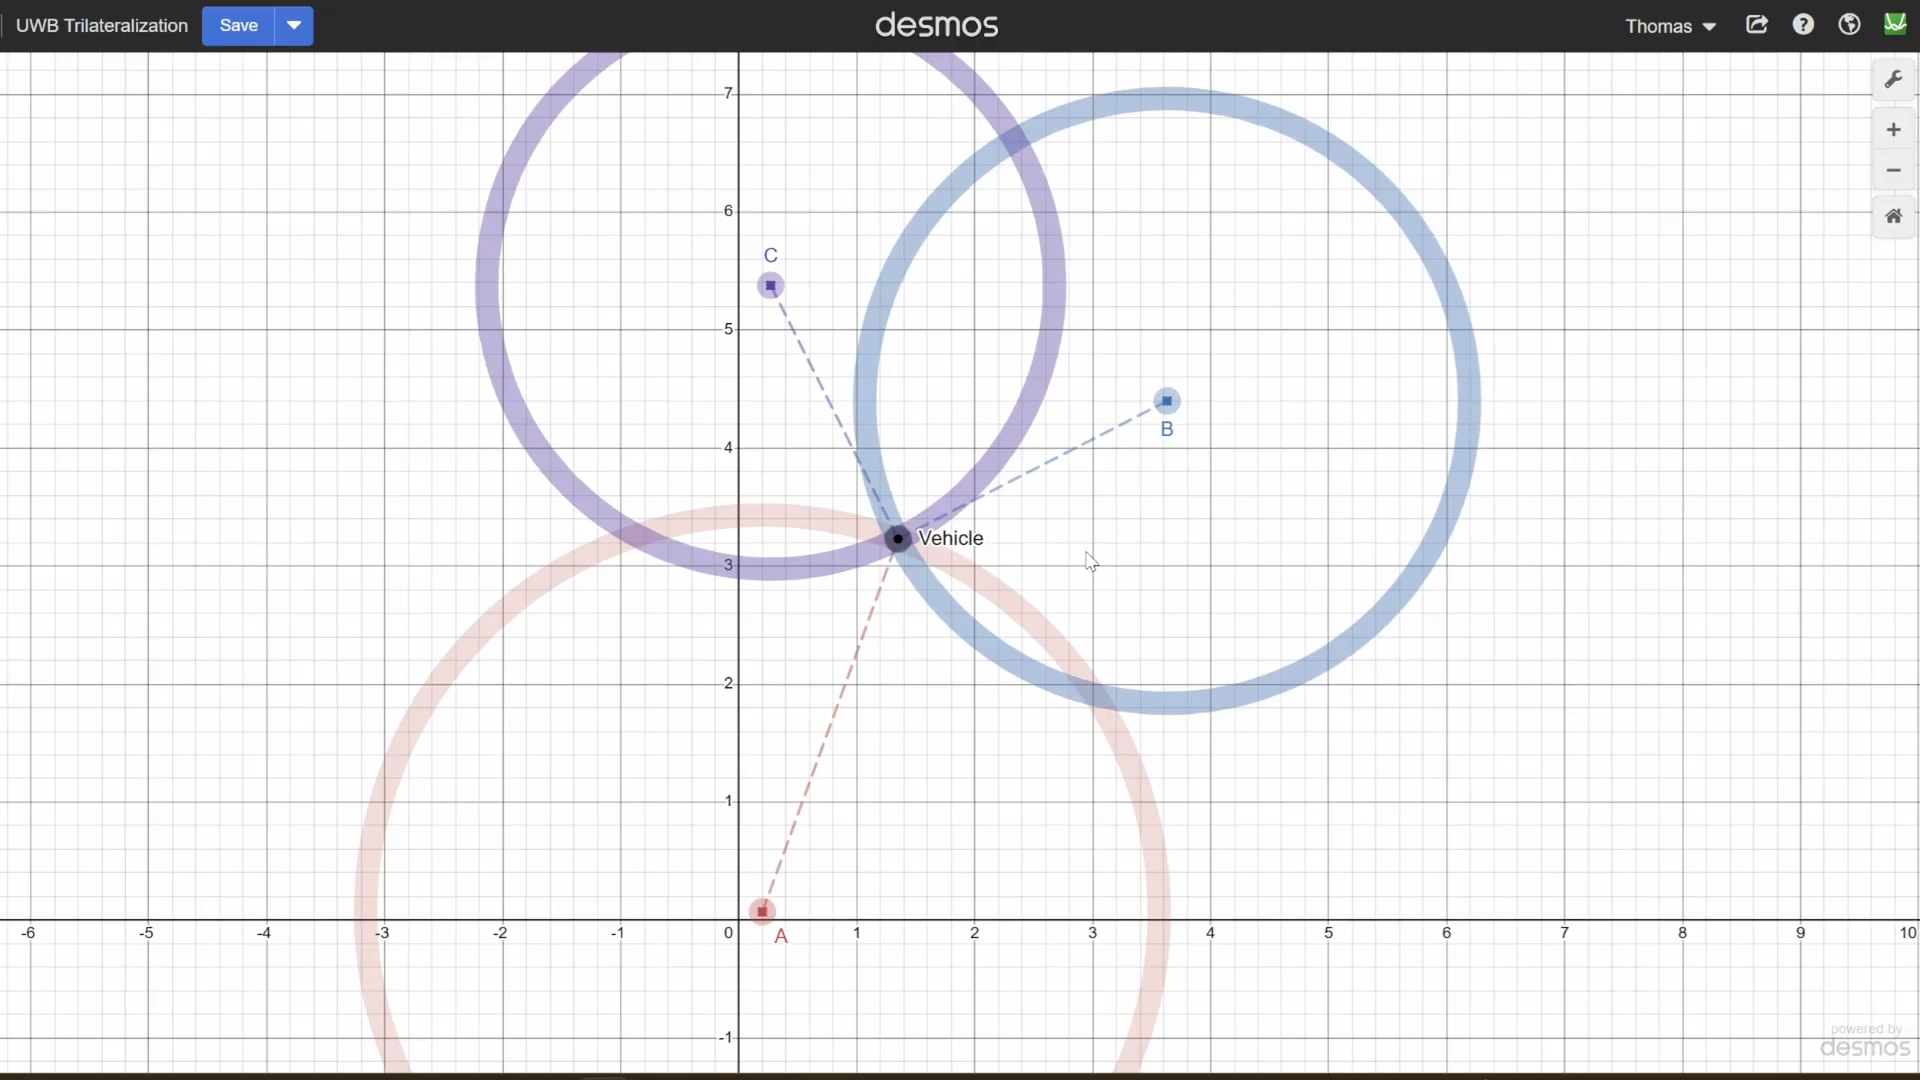 UWB Trilateralization
Save
desmos
Thomas
7
6
C
5
B
4
Vehicle
3
2
1
-6 -5 -4 -3 -2 -1 0 1 2 3 4 5 6 7 8 9 10
A
-1
powered by
desmos